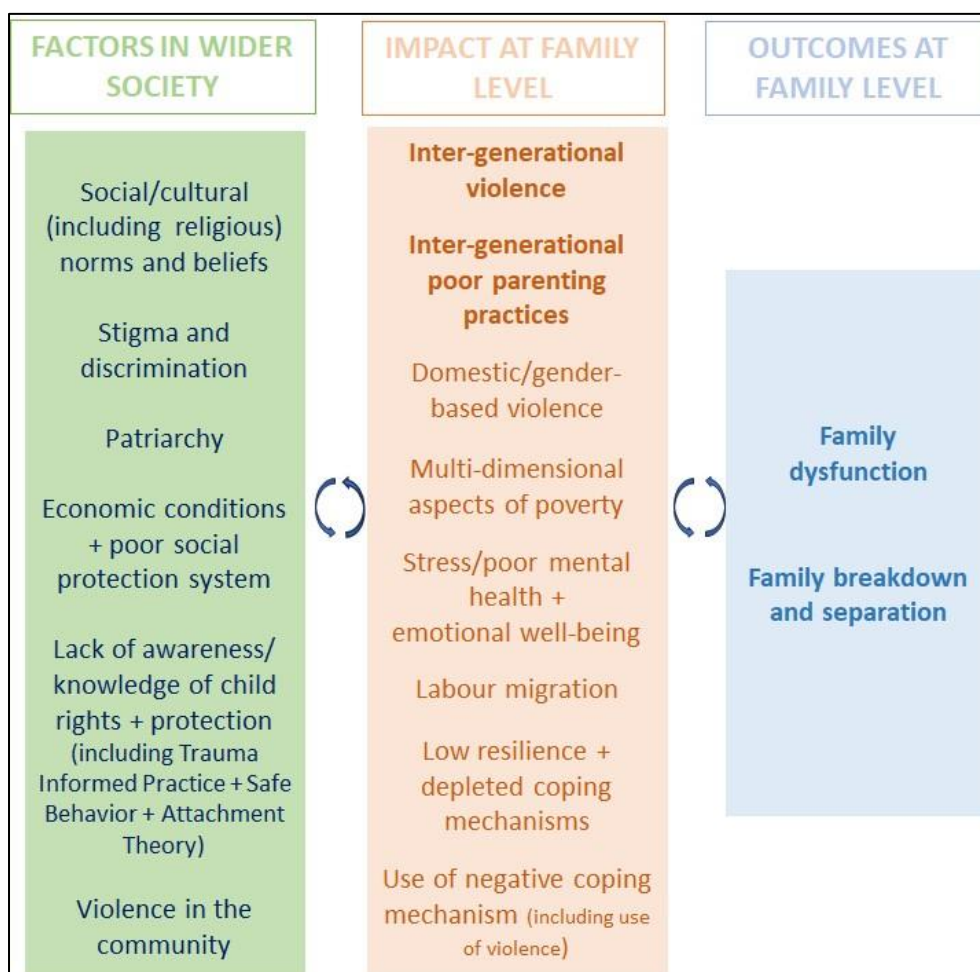 FACTORS IN WIDER
SOCIETY
Social/cultural
(including religious)
norms and beliefs
Stigma and
discrimination
Patriarchy
Economic conditions
+ poor social
protection system
Lack of awareness/
knowledge of child
rights + protection
(including Trauma
Informed Practice + Safe
Behavior + Attachment
Theory)
Violence in the
community
IMPACT AT FAMILY
LEVEL
Inter-generational
violence
Inter-generational
poor parenting
practices
Domestic/gender-
based violence
Multi-dimensional
aspects of poverty
Stress/poor mental
health +
emotional well-being
Labour migration
Low resilience +
depleted coping
mechanisms
Use of negative coping
mechanism (including use
of violence)
OUTCOMES AT
FAMILY LEVEL
Family
dysfunction
Family breakdown
and separation